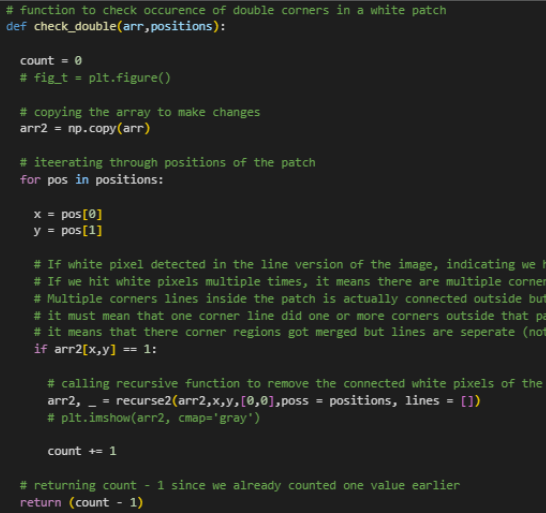 # function to check occurence of double corners in a white patch
def check_double(arr,positions):
count = 0
# fig_t = plt.figure()
# copying the array to make changes
arr2 = np.copy(arr)
# iteerating through positions of the patch
for pos in positions:
x = pos[0]
y = pos[1]
# If white pixel detected in the line version of the image, indicating we
# If we hit white pixels multiple times, it means there are multiple
# Multiple corners lines inside the patch is actually connected outside
# it must mean that one corner line did one or more corners outside that
# it means that there corner regions got merged but lines are seperate
if arr2[x,y] == 1:
# calling recursive function to remove the connected white pixels of the
arr2, _ = recurse2(arr2,x,y,[0,0],poss = positions, lines = [])
# plt.imshow(arr2, cmap='gray')
count += 1
# returning count - 1 since we already counted one value earlier
return (count - 1)